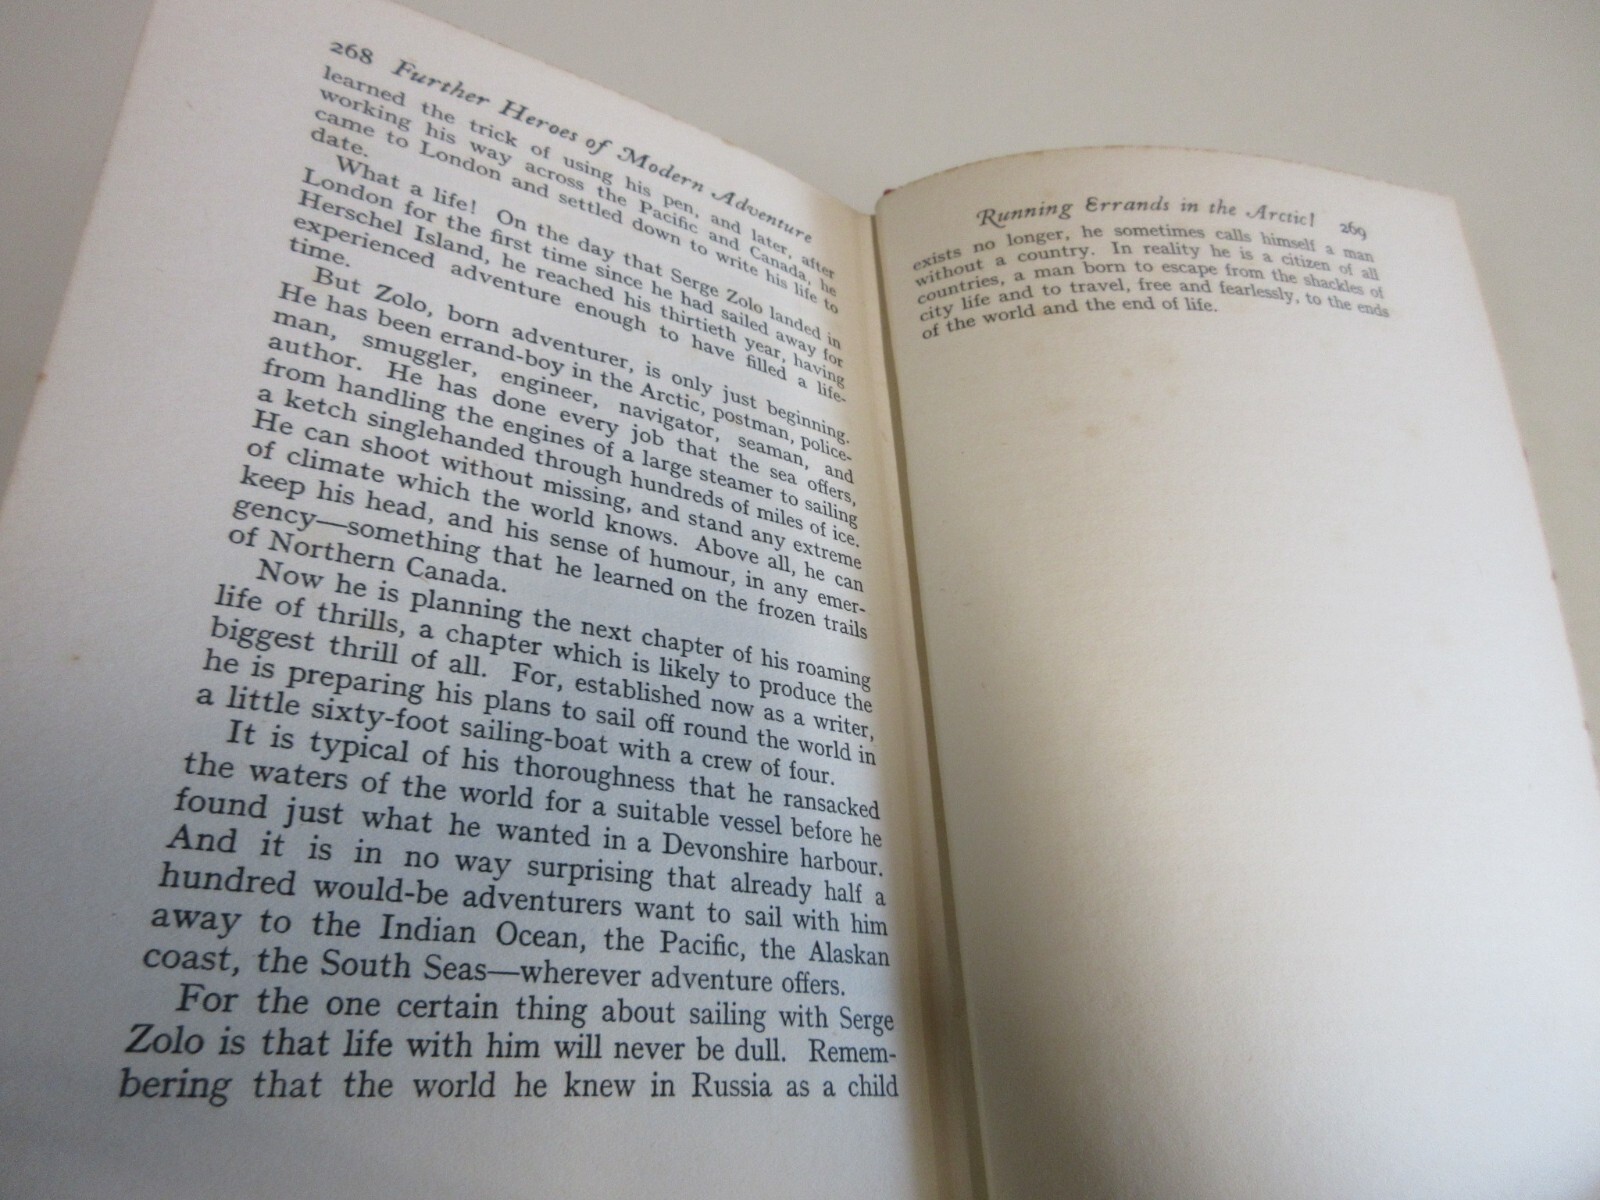 268 Further Heroes of Modern Adventure
learned the trick of using his pen, and later, after
working his way across the Pacific and Canada, he
came to London and settled down to write his life to
date.
What a life! On the day that Serge Zolo landed in
London for the first time since he had sailed away for
Herschel Island, he reached his thirtieth year, having
experienced adventure enough to have filled a life-
time.
But Zolo, born adventurer, is only just beginning.
He has been errand-boy in the Arctic, postman, police-
man, smuggler, engineer, navigator, seaman, and
author. He has done every job that the sea offers,
from handling the engines of a large steamer to sailing
a ketch singlehanded through hundreds of miles of ice.
He can shoot without missing, and stand any extreme
of climate which the world knows. Above all, he can
keep his head, and his sense of humour, in any emer-
gency—something that he learned on the frozen trails
of Northern Canada.
Now he is planning the next chapter of his roaming
life of thrills, a chapter which is likely to produce the
biggest thrill of all. For, established now as a writer,
he is preparing his plans to sail off round the world in
a little sixty-foot sailing-boat with a crew of four.
It is typical of his thoroughness that he ransacked
the waters of the world for a suitable vessel before he
found just what he wanted in a Devonshire harbour.
And it is in no way surprising that already half a
hundred would-be adventurers want to sail with him
away to the Indian Ocean, the Pacific, the Alaskan
coast, the South Seas—wherever adventure offers.
For the one certain thing about sailing with Serge
Zolo is that life with him will never be dull. Remem-
bering that the world he knew in Russia as a child
Running Errands in the Arctic! 269
exists no longer, he sometimes calls himself a man
without a country. In reality he is a citizen of all
countries, a man born to escape from the shackles of
city life and to travel, free and fearlessly, to the ends
of the world and the end of life.